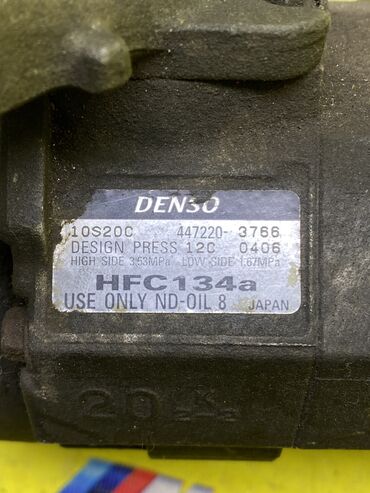 DENSO
10S20C 447220- 3766
DESIGN PRESS 12C 0406
HIGH SIDE 3.53MPa LOW SIDE 1.67MPa
HFC134a
USE ONLY ND-OIL 8 JAPAN
20